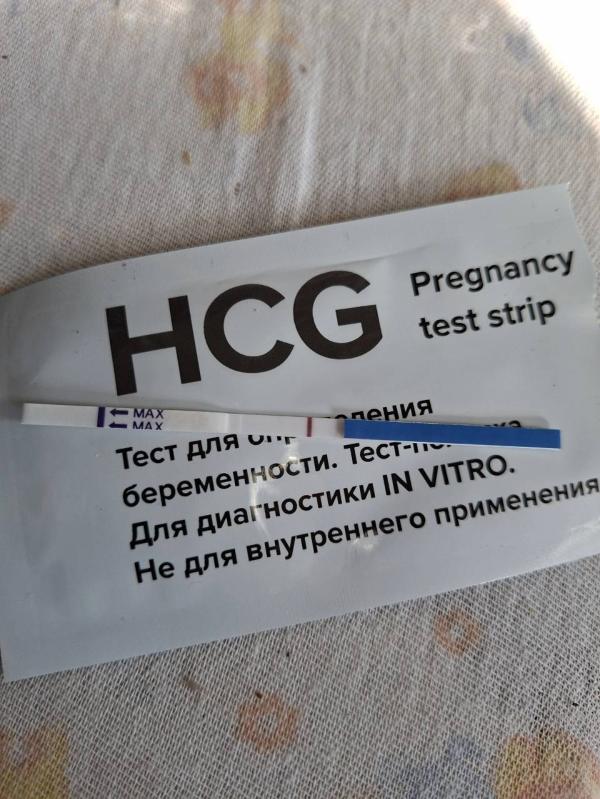 HCG
Pregnancy
test strip
MAX
MAX
Тест для
беременности.
Для диагностики IN VITRO.
Не для внутреннего применения